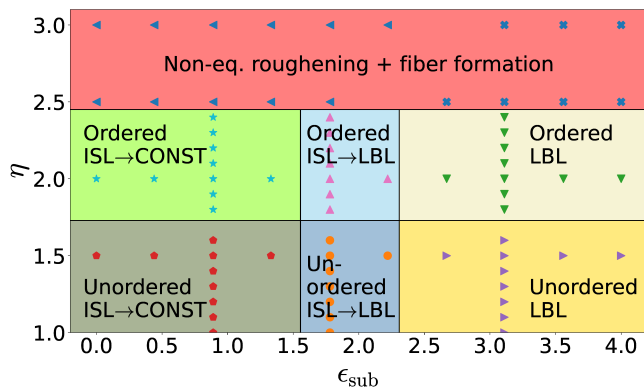 3.0
Non-eq. roughening + fiber formation
2.5
Ordered
ISL→CONST
Ordered
ISL→LBL
Ordered
LBL
η
2.0
1.5
Unordered
ISL→CONST
Un-
ordered
ISL→LBL
Unordered
LBL
1.0
0.0 0.5 1.0 1.5 2.0 2.5 3.0 3.5 4.0
ϵsub